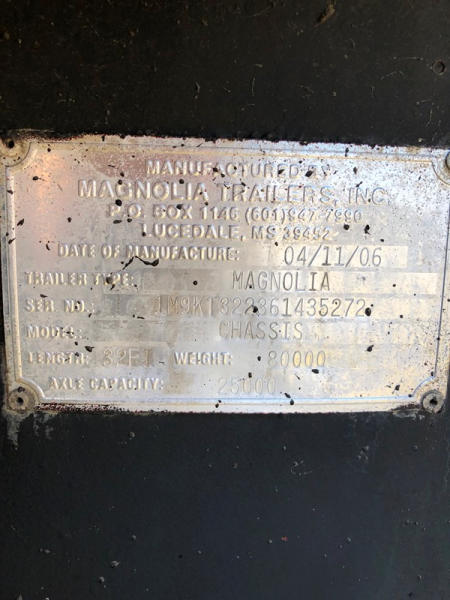 MANUFACTURED BY
MAGNOLIA TRAILERS, INC.
P.O. BOX 1146 (601)947-7990
LUCEDALE, MS 39452
DATE OF MANUFACTURE: 04/11/06
TRAILER TYPE: MAGNOLIA
SER NO.: 1M9KT322361435272
MODEL: CHASSIS
LENGTH: 32FT WEIGHT: 80000
AXLE CAPACITY: 25000